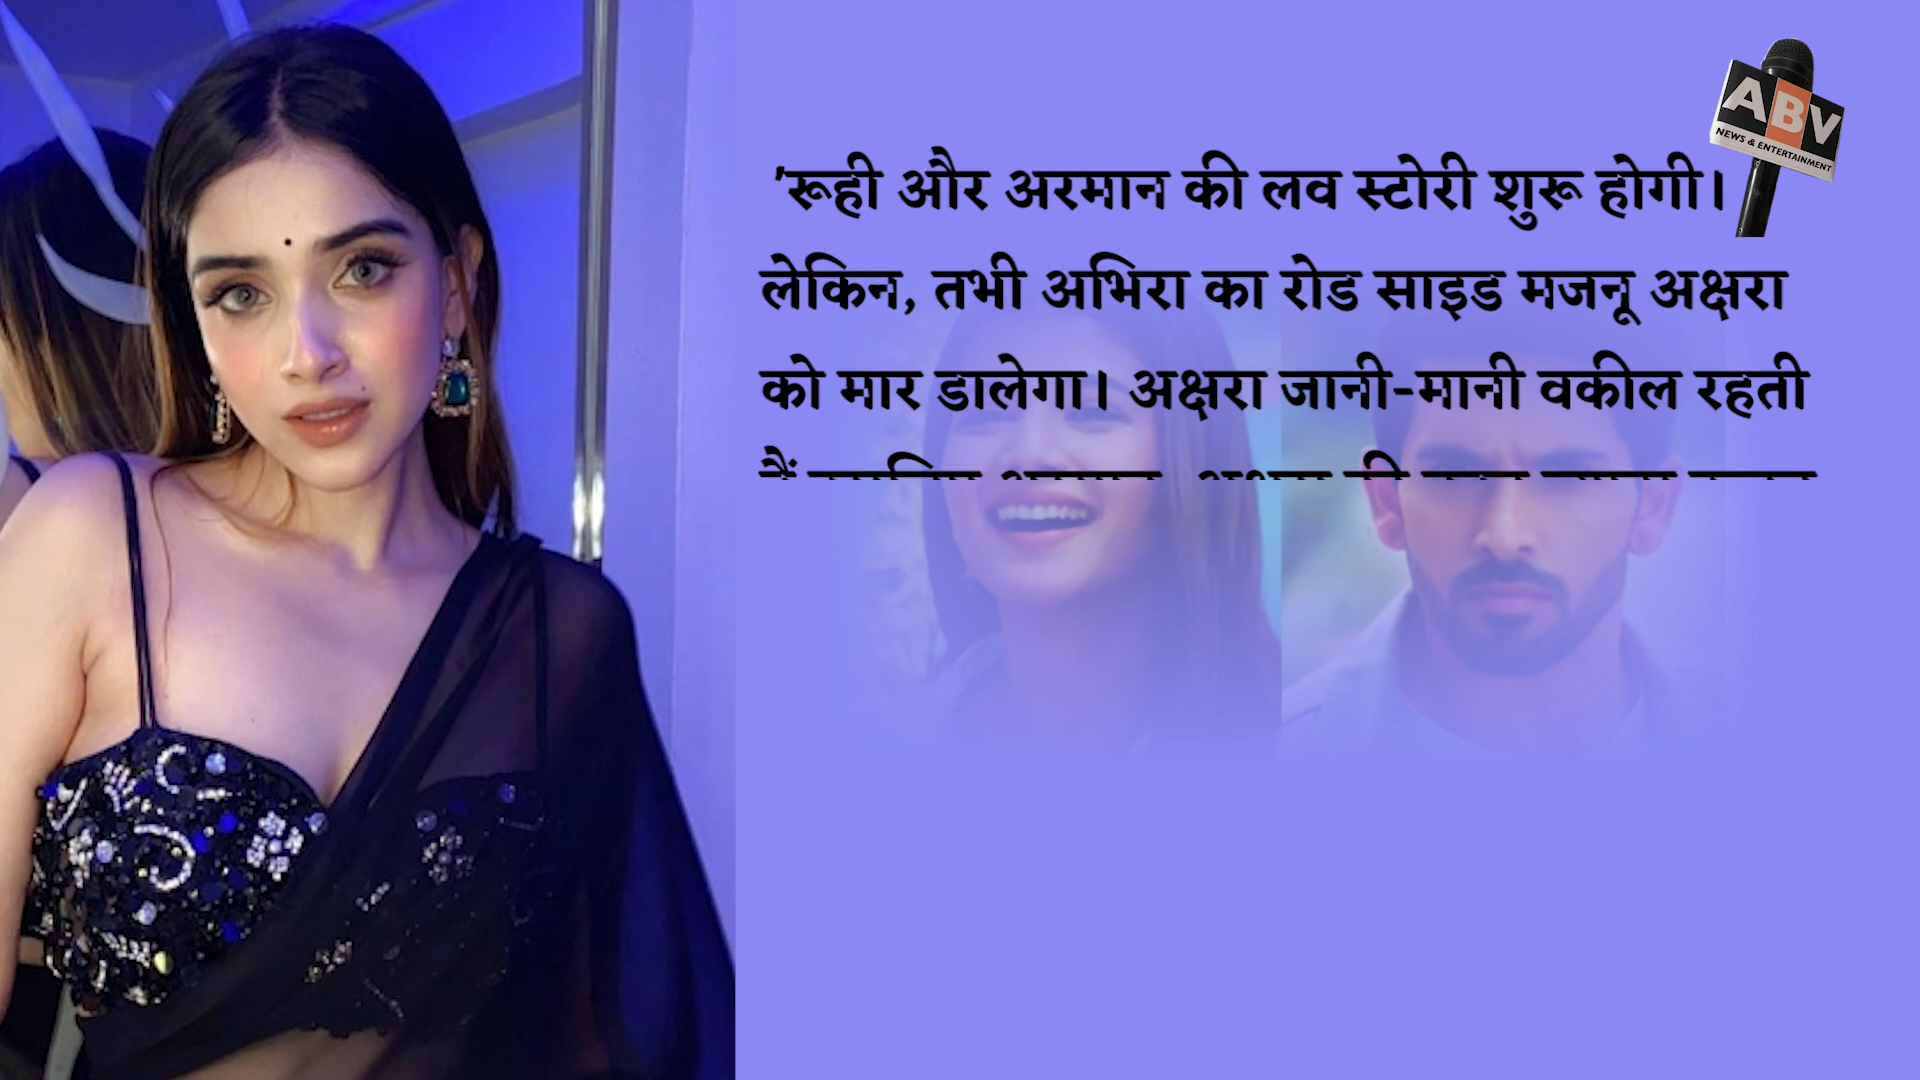 'रूही और अरमान की लव स्टोरी शुरू होगी।
लेकिन, तभी अभिरा का रोड साइड मजनू अक्षरा
को मार डालेगा। अक्षरा जानी-मानी वकील रहती
ABV
NEWS & ENTERTAINMENT